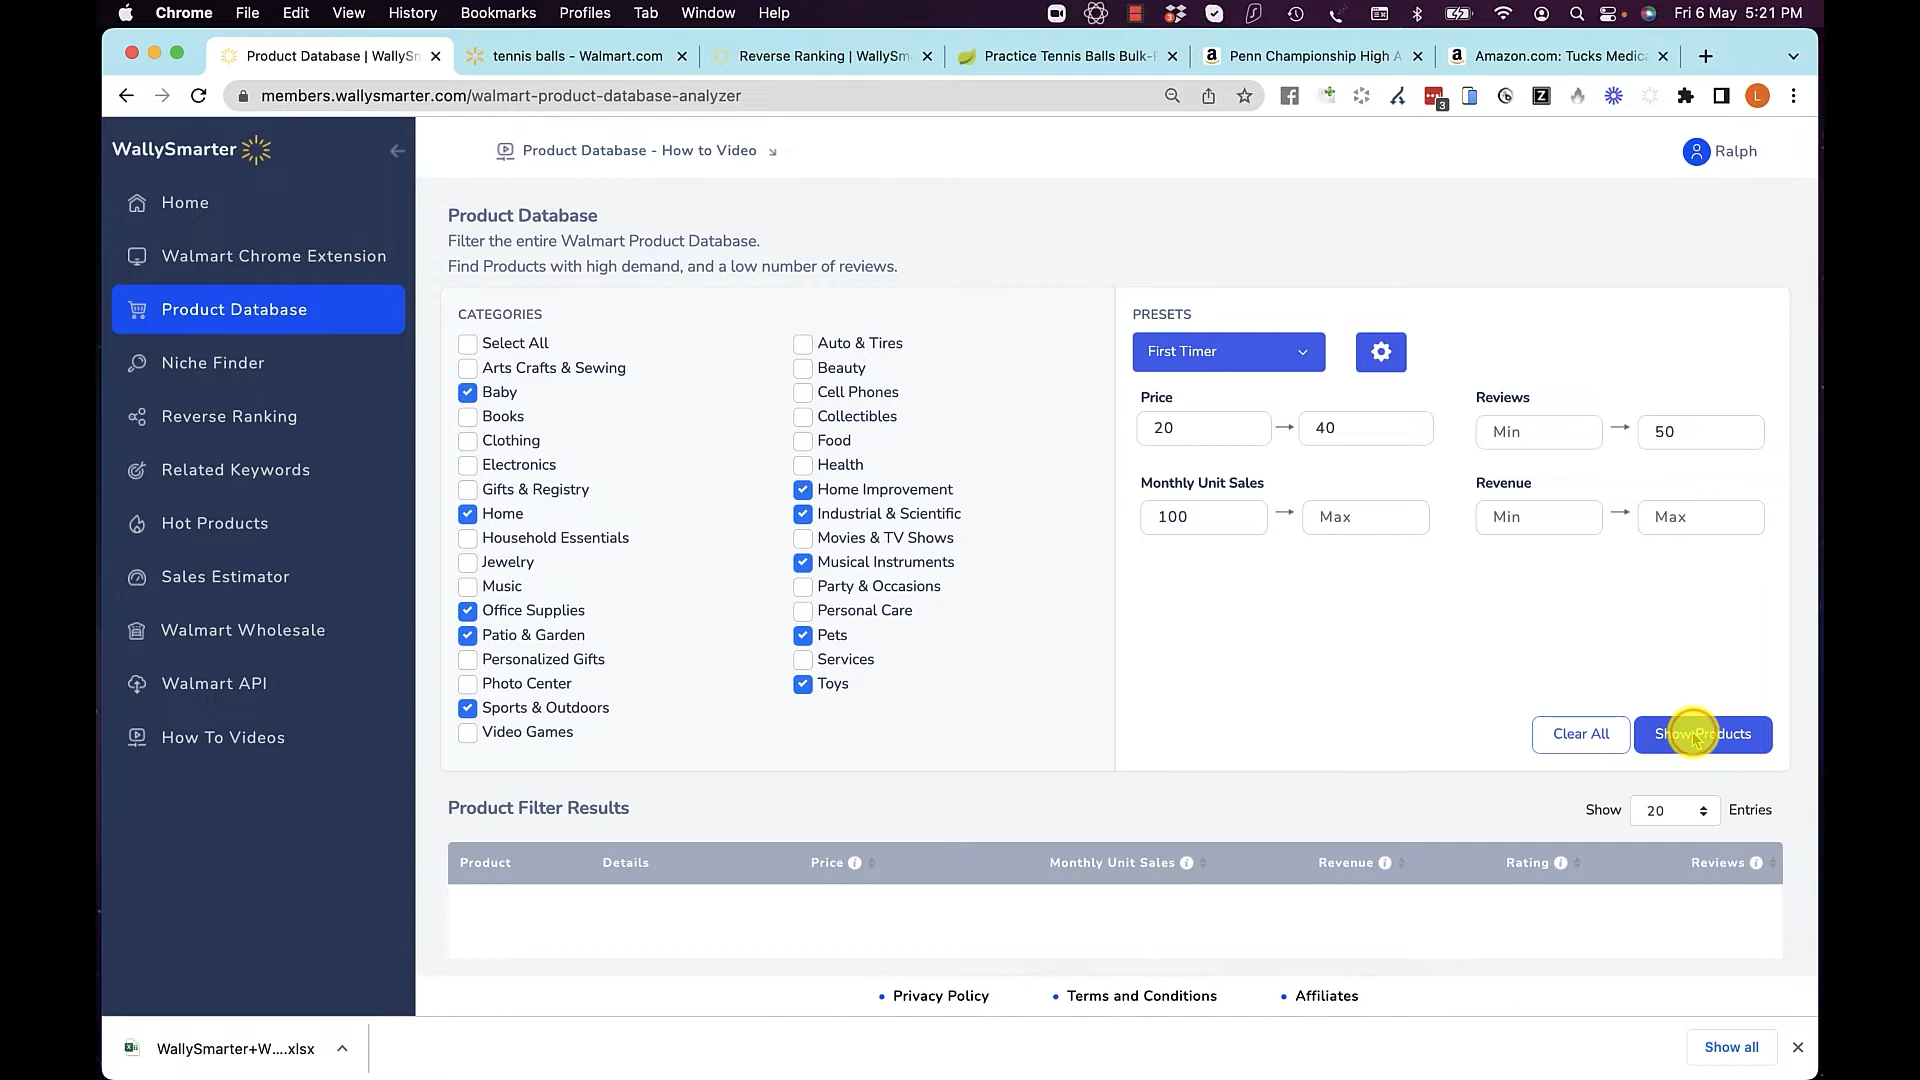 Chrome File Edit View History Bookmarks Profiles Tab Window Help
3
Fri 6 May 5:21 PM
Product Database | WallySm
tennis balls - Walmart.com
Reverse Ranking | WallySma
Practice Tennis Balls Bulk-
Penn Championship High A
Amazon.com: Tucks Medica
members.wallysmarter.com/walmart-product-database-analyzer
3
L
WallySmarter
Product Database - How to Video
Ralph
Home
Walmart Chrome Extension
Product Database
Niche Finder
Reverse Ranking
Related Keywords
Hot Products
Sales Estimator
Walmart Wholesale
Walmart API
How To Videos
Product Database
Filter the entire Walmart Product Database.
Find Products with high demand, and a low number of reviews.
CATEGORIES
Select All
Arts Crafts & Sewing
Baby
Books
Clothing
Electronics
Gifts & Registry
Home
Household Essentials
Jewelry
Music
Office Supplies
Patio & Garden
Personalized Gifts
Photo Center
Sports & Outdoors
Video Games
Auto & Tires
Beauty
Cell Phones
Collectibles
Food
Health
Home Improvement
Industrial & Scientific
Movies & TV Shows
Musical Instruments
Party & Occasions
Personal Care
Pets
Services
Toys
PRESETS
First Timer
Price
20
40
Reviews
Min
50
Monthly Unit Sales
100
Max
Revenue
Min
Max
Clear All
Show Products
Product Filter Results
Show 20 Entries
Product Details Price Monthly Unit Sales Revenue Rating Reviews
Privacy Policy
Terms and Conditions
Affiliates
WallySmarter+W....xlsx
Show all